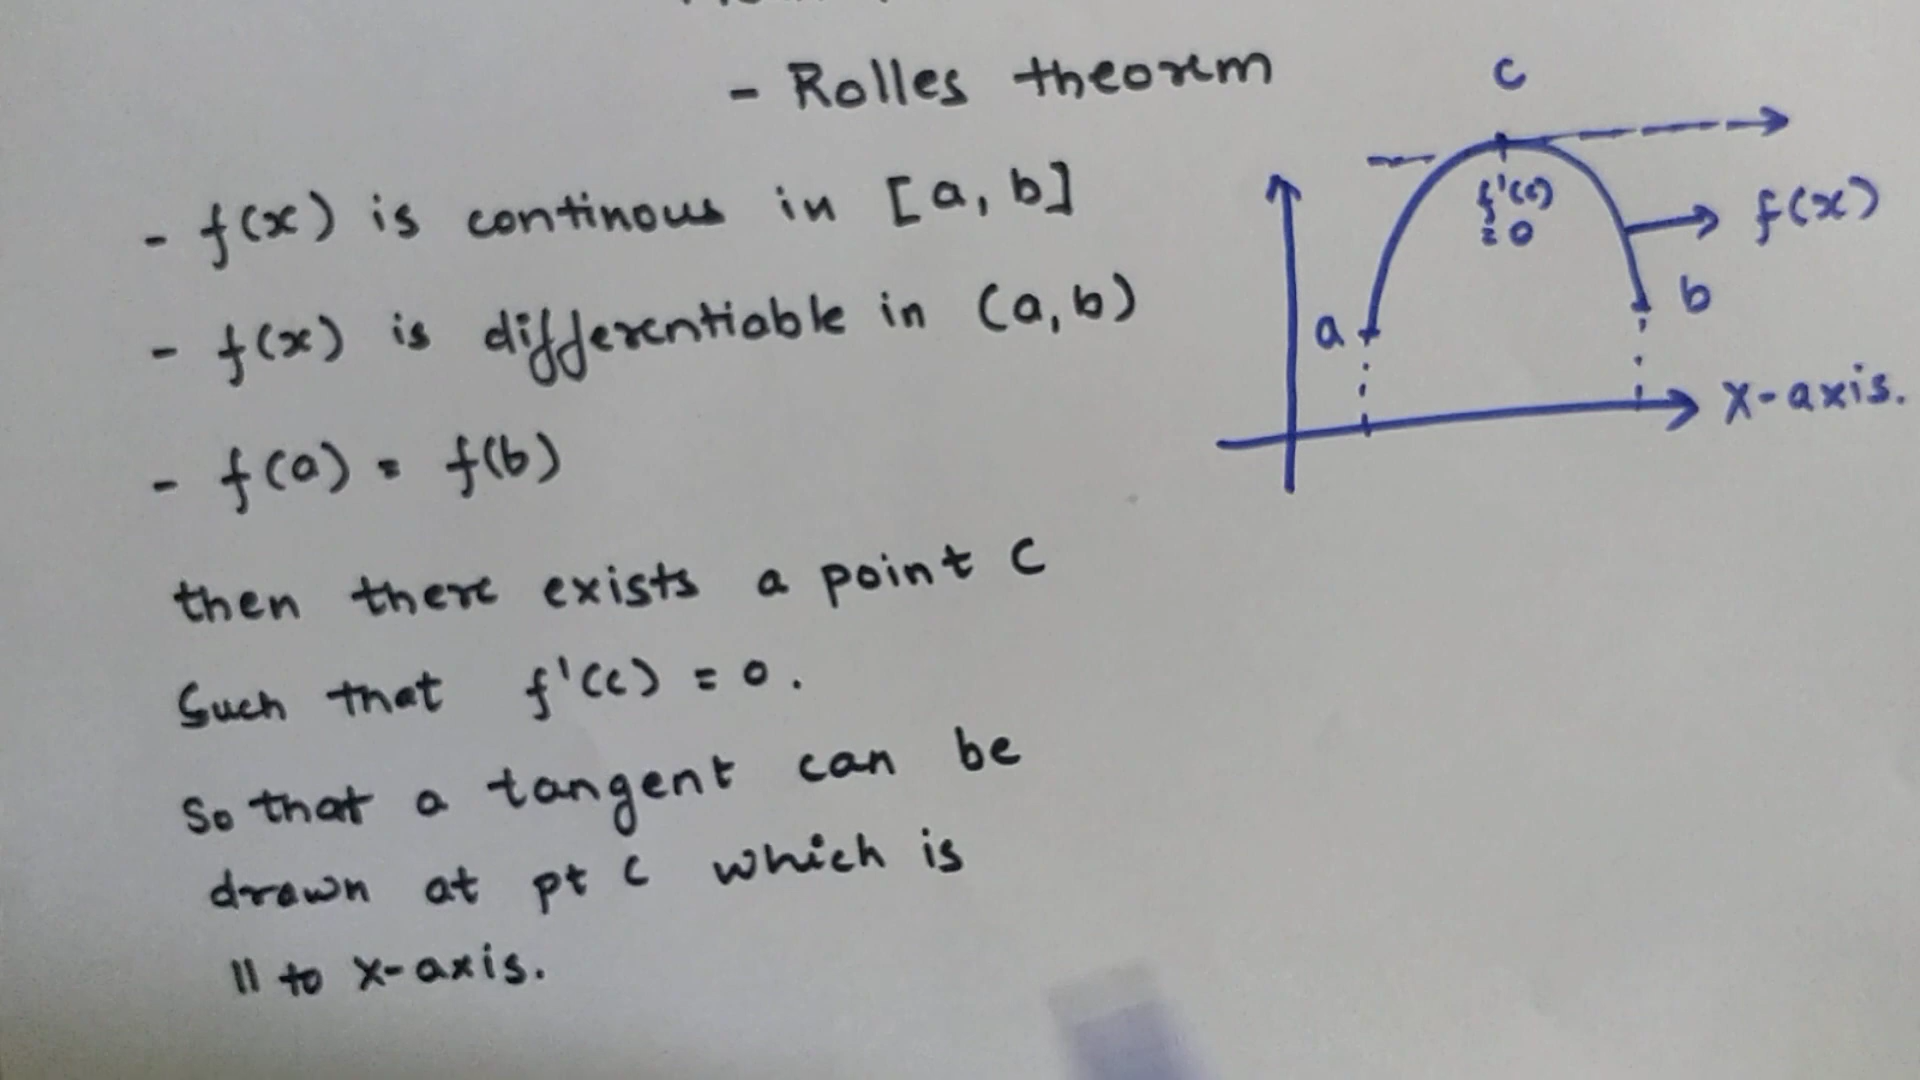 - Rolles theorem
- f(x) is continous in [a, b]
- f(x) is differentiable in (a, b)
- f(a) = f(b)
then there exists a point C
Such that f'(c) = 0.
So that a tangent can be
drawn at pt C which is
|| to X-axis.
C
f'(c)
= 0
f(x)
a
b
X-axis.